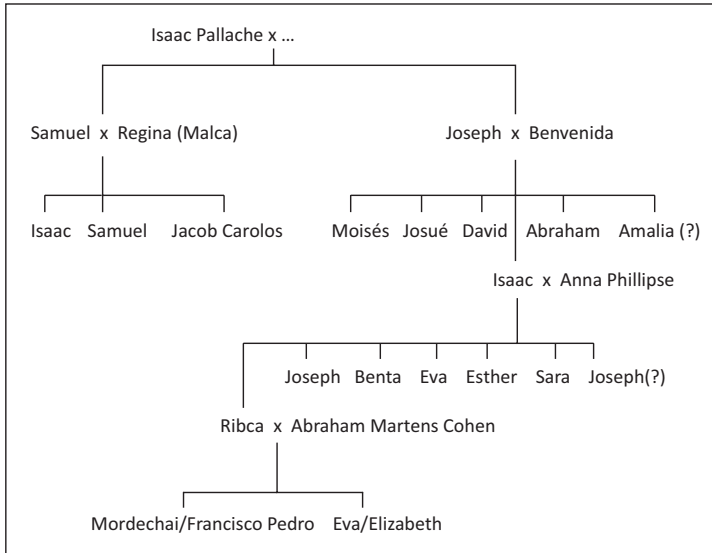 Isaac Pallache x ...
Samuel x Regina (Malca) Joseph x Benvenida
Isaac Samuel Jacob Carolos Moisés Josué David Abraham Amalia (?)
Isaac x Anna Phillipse
Joseph Benta Eva Esther Sara Joseph(?)
Ribca x Abraham Martens Cohen
Mordechai/Francisco Pedro Eva/Elizabeth